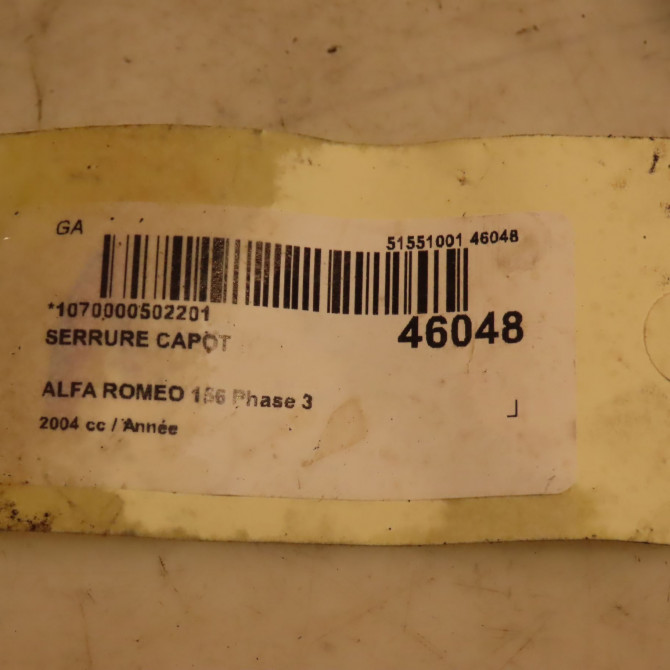 GA
51551001 46048
*1070000502201
46048
SERRURE CAPOT
ALFA ROMEO 156 Phase 3
2004 cc / Année